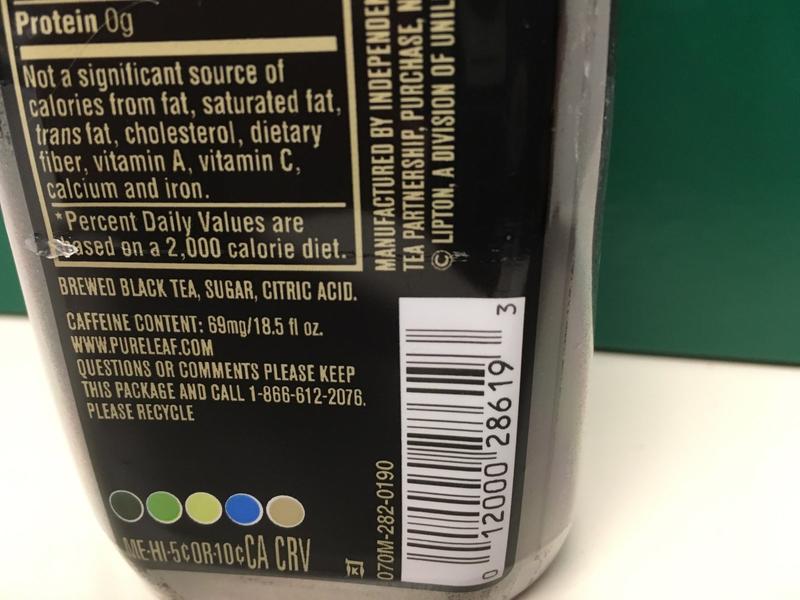 Protein 0g
Not a significant source of
calories from fat, saturated fat,
trans fat, cholesterol, dietary
fiber, vitamin A, vitamin C,
calcium and iron.
*Percent Daily Values are
based on a 2,000 calorie diet.
BREWED BLACK TEA, SUGAR, CITRIC ACID.
CAFFEINE CONTENT: 69mg/18.5 fl oz.
WWW.PURELEAF.COM
QUESTIONS OR COMMENTS PLEASE KEEP
THIS PACKAGE AND CALL 1-866-612-2076.
PLEASE RECYCLE
ME-HI-5¢OR·10¢CA CRV
K
MANUFACTURED BY INDEPENDEN
TEA PARTNERSHIP, PURCHASE, N
© LIPTON, A DIVISION OF UNIL
070M-282-0190
0 12000 28619 3